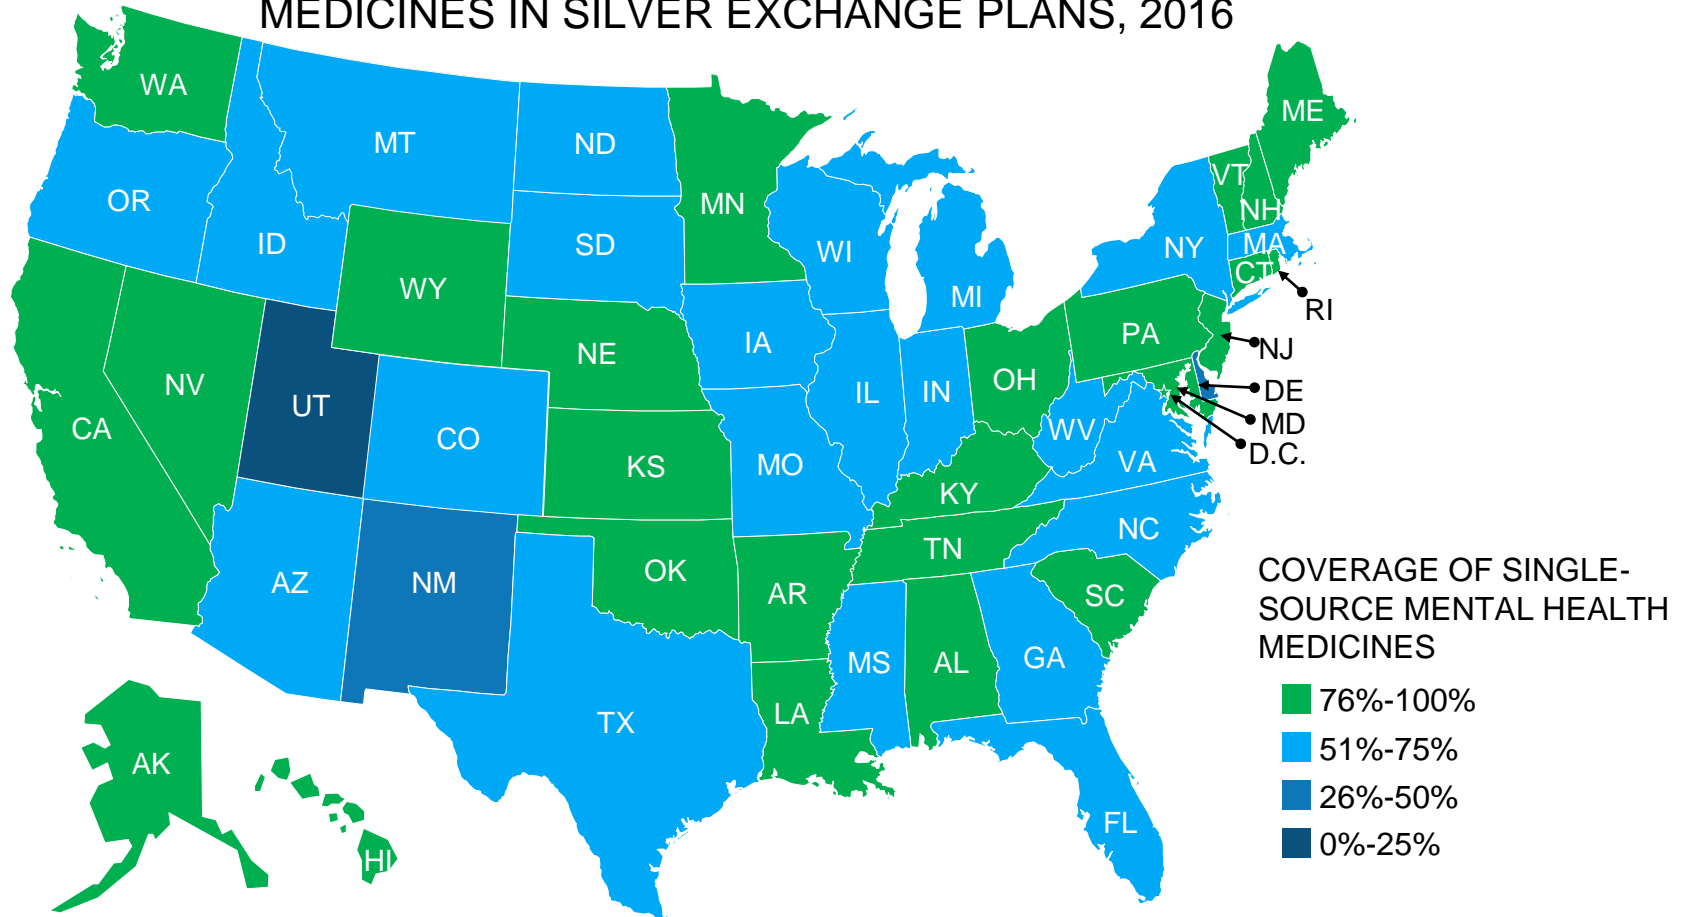 MEDICINES IN SILVER EXCHANGE PLANS, 2016
WA
MT
ND
MN
ME
VT
NH
OR
ID
SD
WI
MI
NY
MA
CT
RI
WY
NE
IA
PA
NJ
NV
UT
CO
KS
MO
IL
IN
OH
DE
MD
D.C.
CA
WV
VA
KY
NC
TN
AZ
NM
OK
AR
SC
MS
AL
GA
LA
TX
AK
HI
FL
COVERAGE OF SINGLE-
SOURCE MENTAL HEALTH
MEDICINES
76%-100%
51%-75%
26%-50%
0%-25%